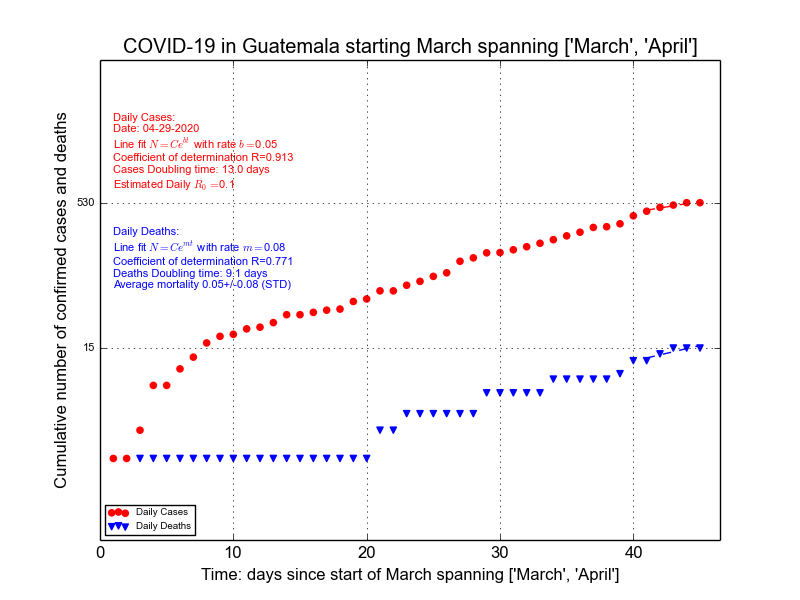 COVID-19 in Guatemala starting March spanning ['March', 'April']
Cumulative number of confirmed cases and deaths
Daily Cases:
Date: 04-29-2020
Line fit N = Ce^{bt} with rate b =0.05
Coefficient of determination R=0.913
Cases Doubling time: 13.0 days
Estimated Daily R_0 =0.1
530
Daily Deaths:
Line fit N = Ce^{mt} with rate m =0.08
Coefficient of determination R=0.771
Deaths Doubling time: 9.1 days
Average mortality 0.05+/-0.08 (STD)
15
Daily Cases
Daily Deaths
0 10 20 30 40
Time: days since start of March spanning ['March', 'April']